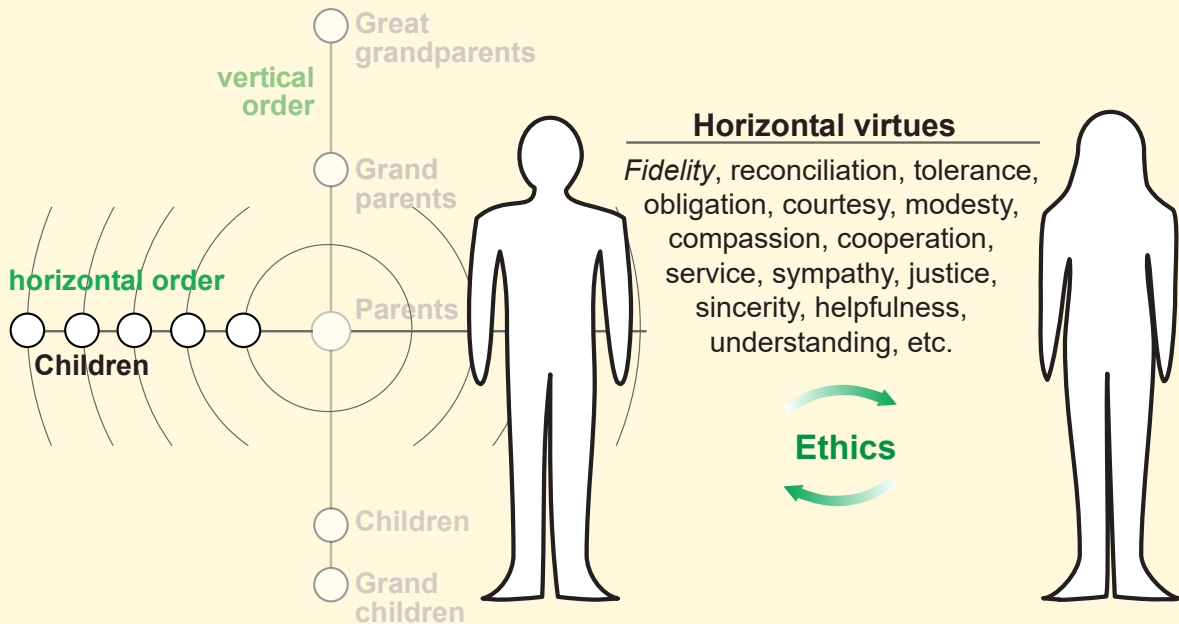 Great
grandparents
vertical
order
Grand
parents
horizontal order
Parents
Children
Children
Grand
children
Horizontal virtues
Fidelity, reconciliation, tolerance,
obligation, courtesy, modesty,
compassion, cooperation,
service, sympathy, justice,
sincerity, helpfulness,
understanding, etc.
Ethics